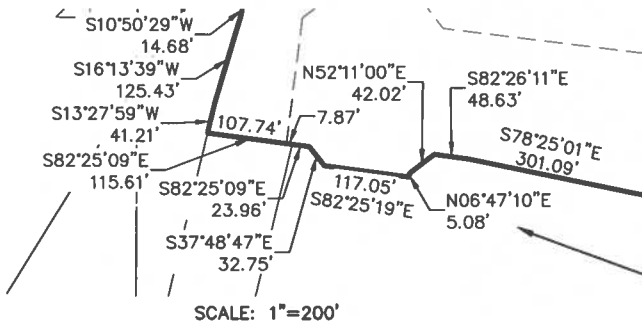 S10°50'29"W
14.68'
S16°13'39"W
125.43'
S13°27'59"W
41.21'
S82°25'09"E
115.61'
107.74'
7.87'
S82°25'09"E
23.96'
S37°48'47"E
32.75'
117.05'
S82°25'19"E
N52°11'00"E
42.02'
N06°47'10"E
5.08'
S82°26'11"E
48.63'
S78°25'01"E
301.09'
SCALE: 1"=200'